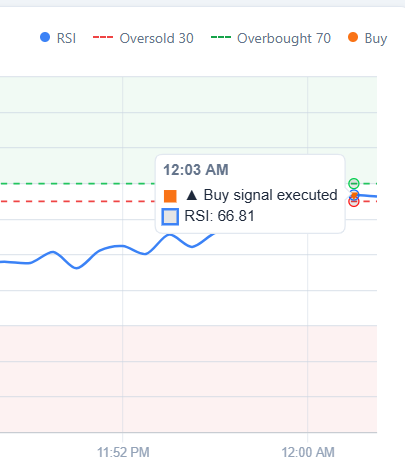 RSI Oversold 30 Overbought 70 Buy
12:03 AM
▲ Buy signal executed
RSI: 66.81
11:52 PM 12:00 AM